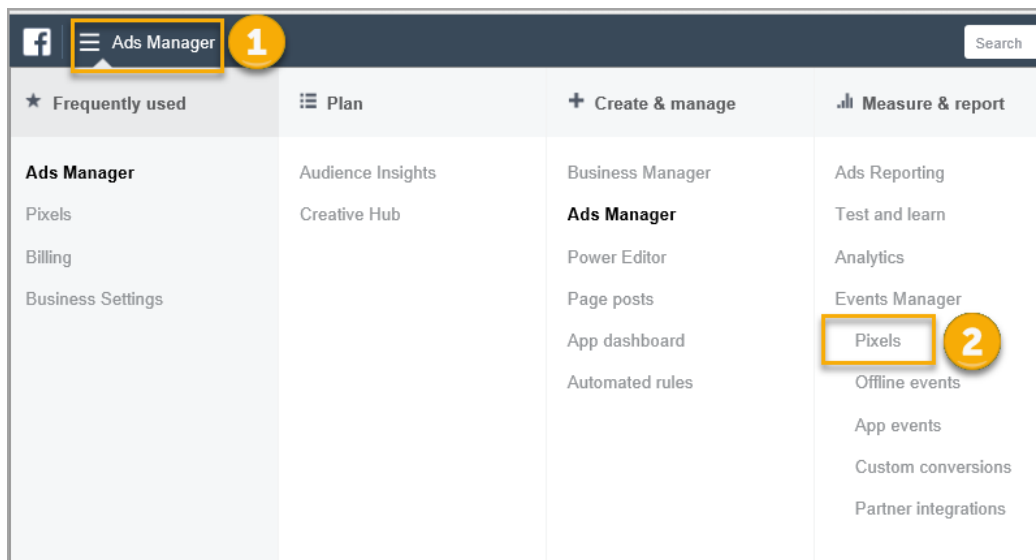 f Ads Manager 1 Search
Frequently used
Ads Manager
Pixels
Billing
Business Settings
Plan
Audience Insights
Creative Hub
Create & manage
Business Manager
Ads Manager
Power Editor
Page posts
App dashboard
Automated rules
Measure & report
Ads Reporting
Test and learn
Analytics
Events Manager
Pixels 2
Offline events
App events
Custom conversions
Partner integrations